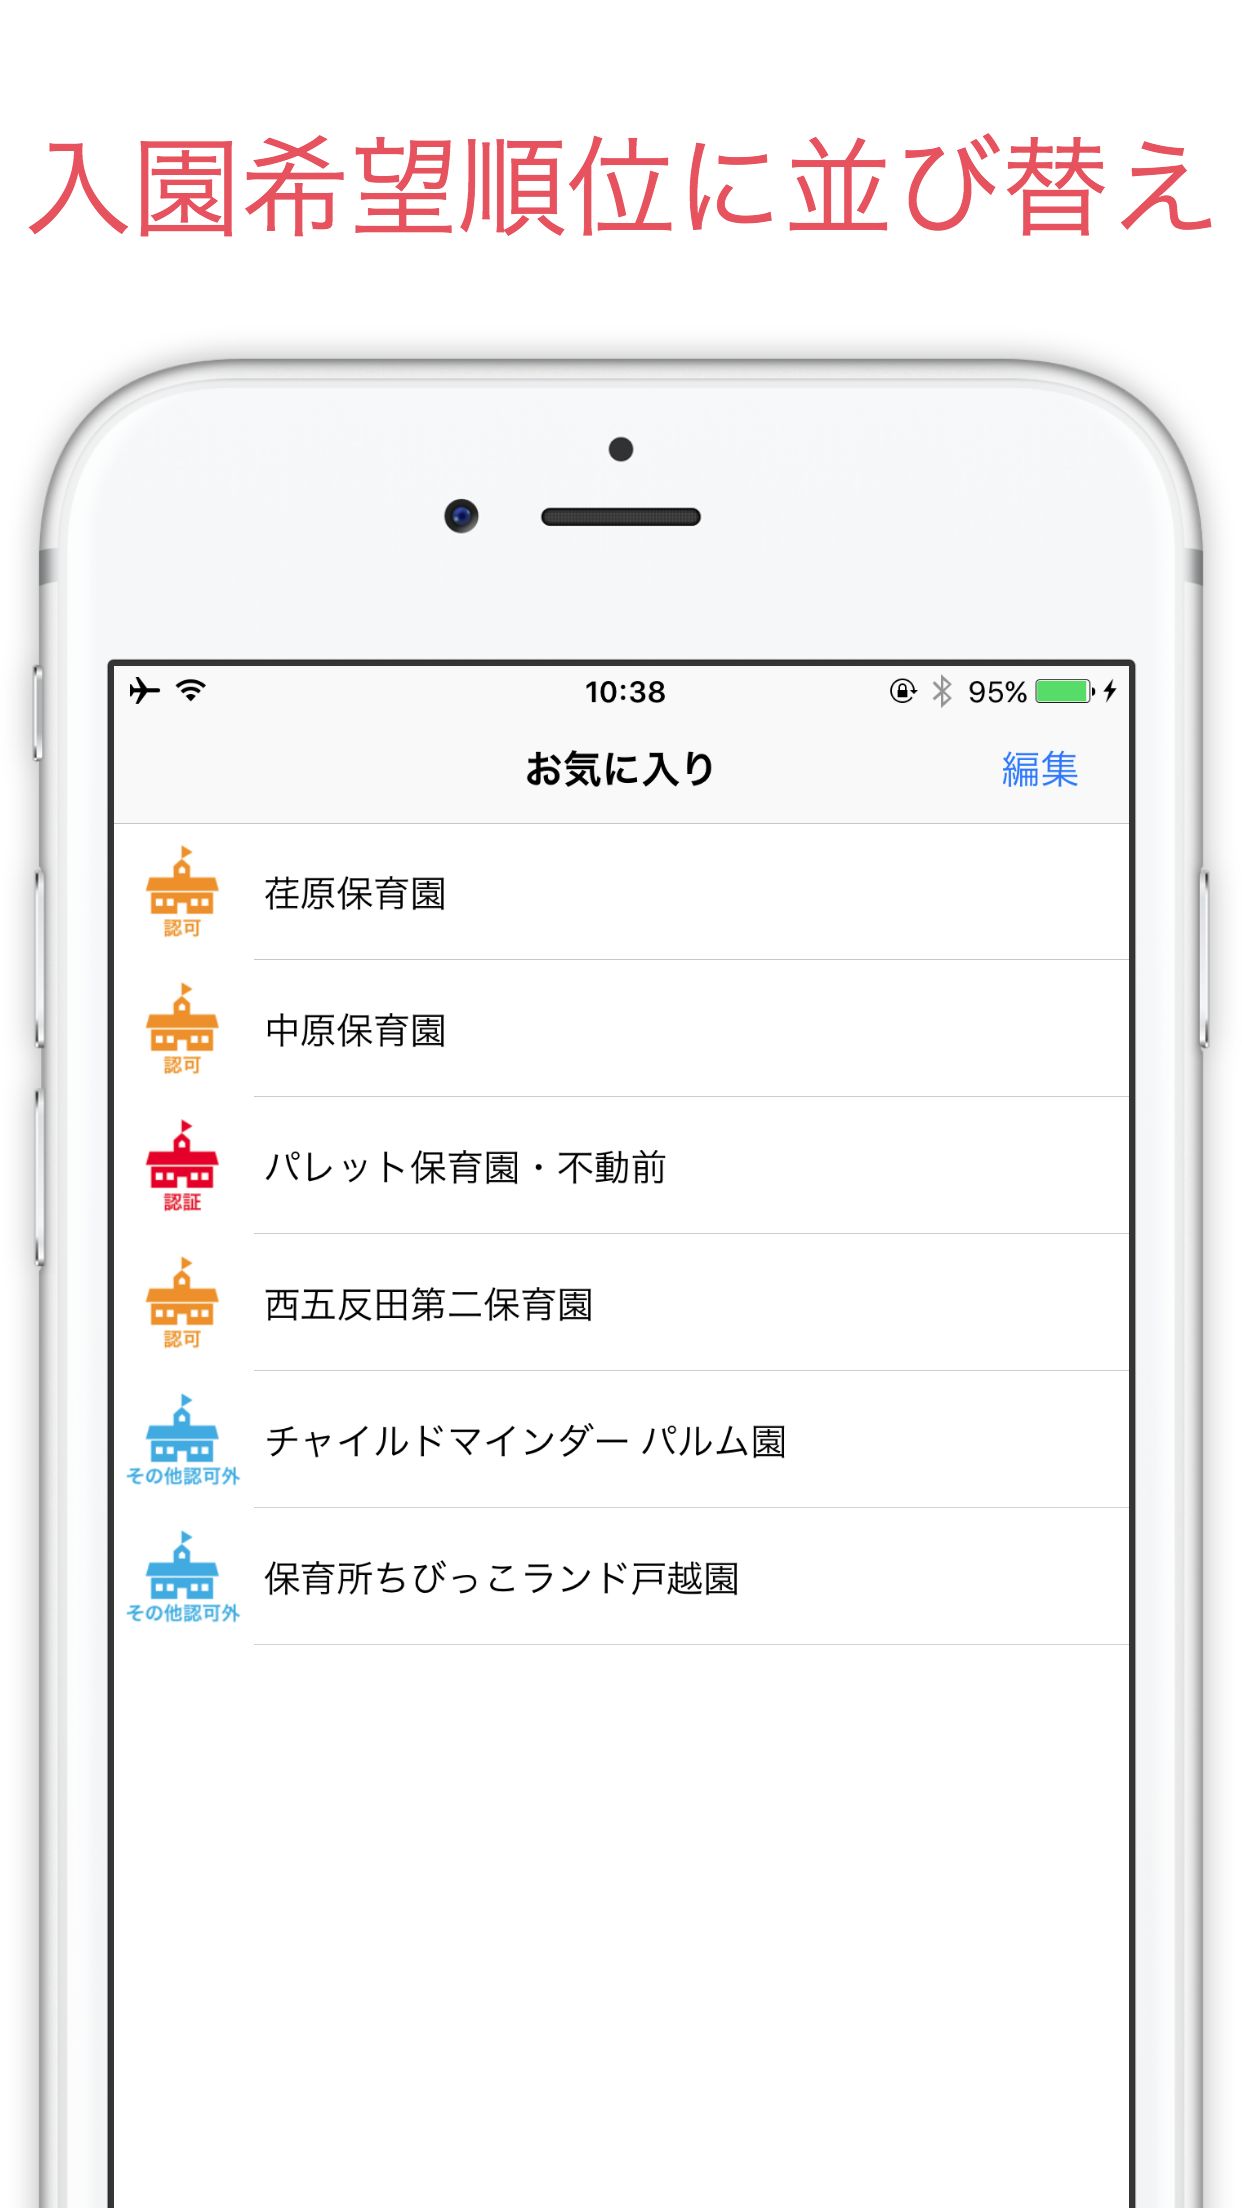 入園希望順位に並び替え
10:38
95%
お気に入り
編集
認可
荏原保育園
認可
中原保育園
認証
パレット保育園・不動前
認可
西五反田第二保育園
その他認可外
チャイルドマインダー パルム園
その他認可外
保育所ちびっこランド戸越園